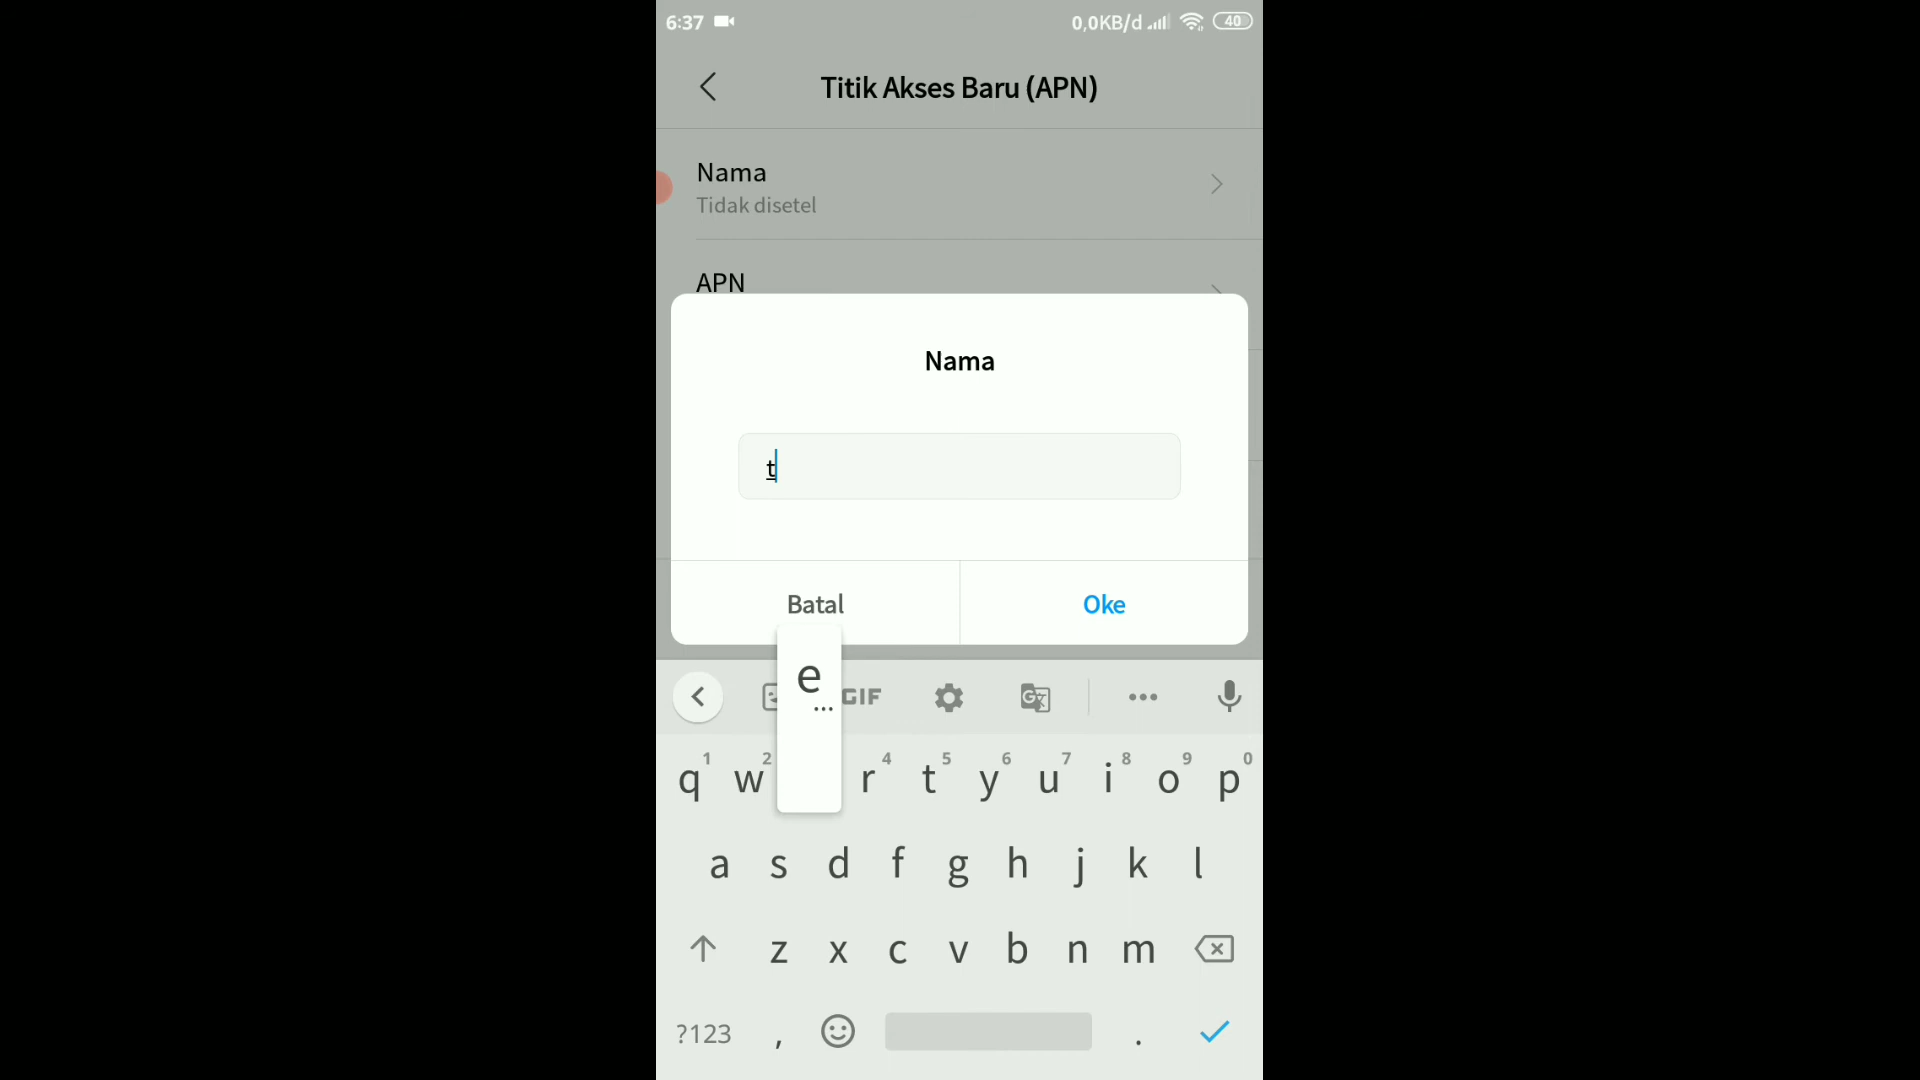 6:37 0,0KB/d 40
Titik Akses Baru (APN)
Nama
Tidak disetel
APN
Nama
t
Batal Oke
e
...
GIF
1 2 4 5 6 7 8 9 0
q w r t y u i o p
a s d f g h j k l
z x c v b n m
?123 , .